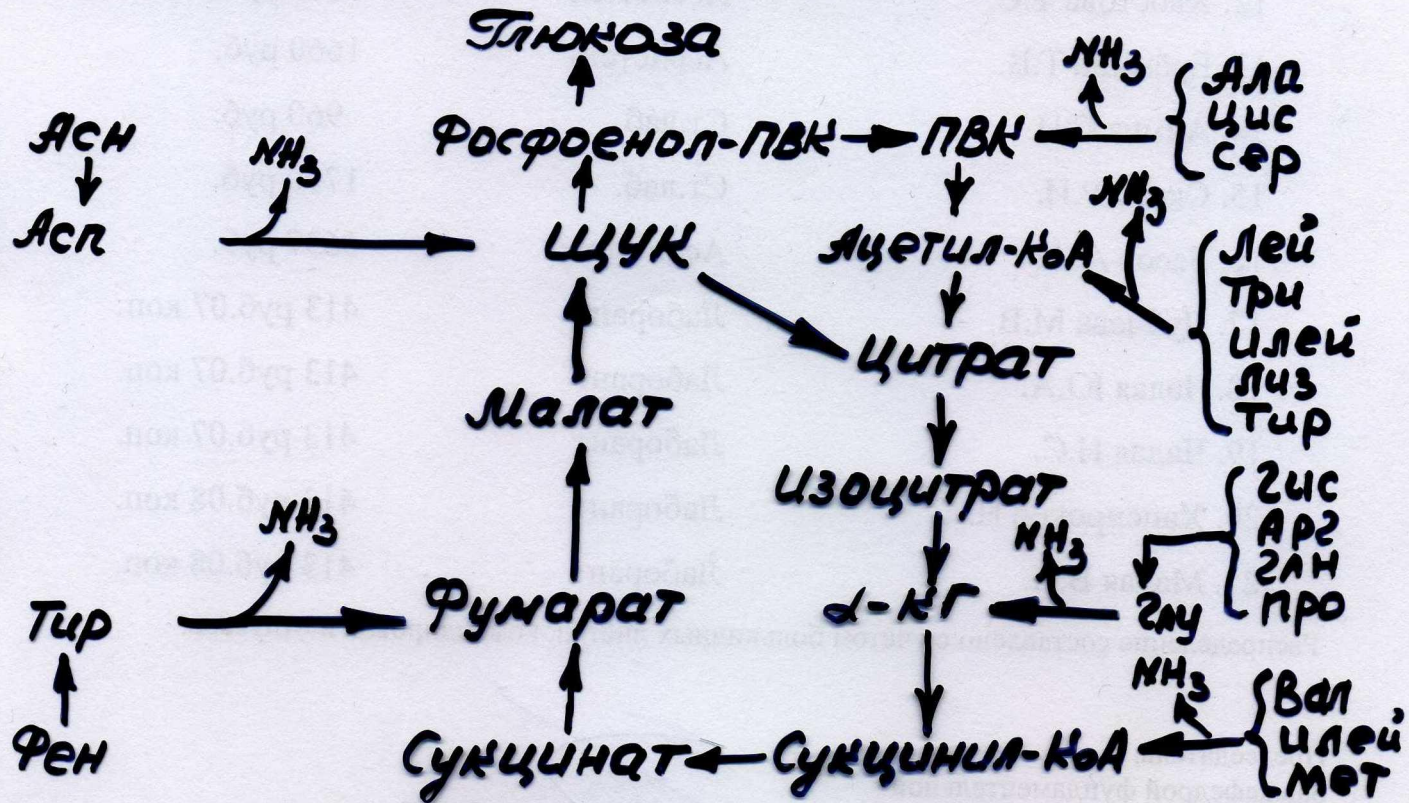 Глюкоза
Фосфоенол-ПВК
ПВК
NH3
Ала
Цис
Сер
Асн
Асп
NH3
ЩУК
Ацетил-КоА
NH3
Лей
Три
Илей
Лиз
Тир
Цитрат
Малат
Изоцитрат
NH3
Фумарат
α-КГ
NH3
Глу
Гис
Арг
Глн
Про
Тир
Фен
Сукцинат
Сукцинил-КоА
NH3
Вал
Илей
Мет